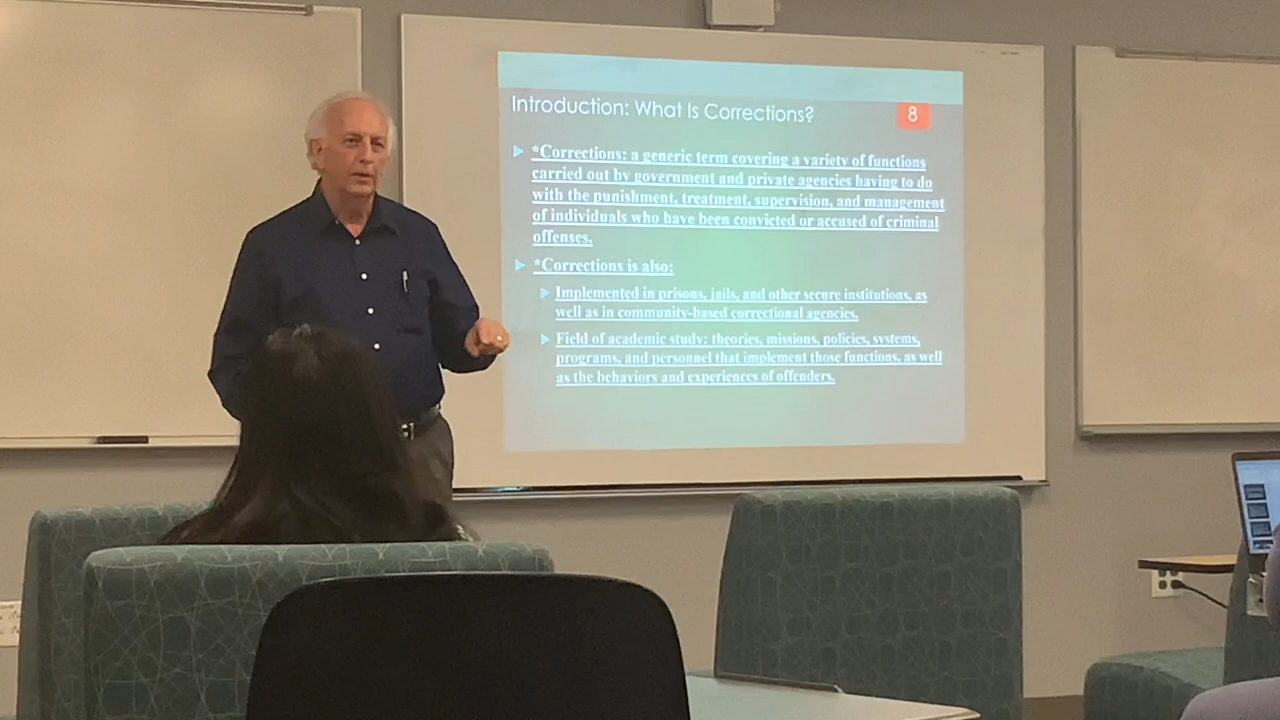 Introduction: What Is Corrections?
8
*Corrections: a generic term covering a variety of functions
carried out by government and private agencies having to do
with the punishment, treatment, supervision, and management
of individuals who have been convicted or accused of criminal
offenses.
*Corrections is also:
Implemented in prisons, jails, and other secure institutions, as
well as in community-based correctional agencies.
Field of academic study: theories, missions, policies, systems,
programs, and personnel that implement those functions, as well
as the behaviors and experiences of offenders.